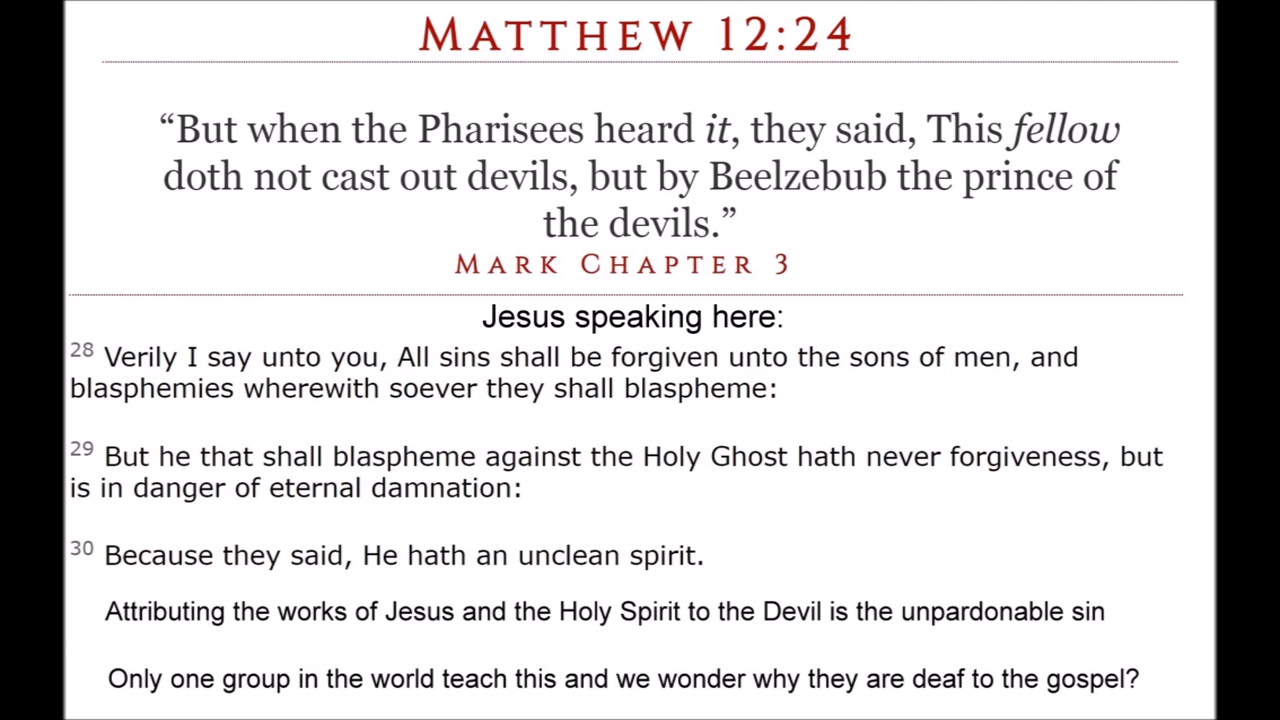 MATTHEW 12:24
“But when the Pharisees heard it, they said, This fellow
doth not cast out devils, but by Beelzebub the prince of
the devils.”
MARK CHAPTER 3
Jesus speaking here:
28 Verily I say unto you, All sins shall be forgiven unto the sons of men, and
blasphemies wherewith soever they shall blaspheme:
29 But he that shall blaspheme against the Holy Ghost hath never forgiveness, but
is in danger of eternal damnation:
30 Because they said, He hath an unclean spirit.
Attributing the works of Jesus and the Holy Spirit to the Devil is the unpardonable sin
Only one group in the world teach this and we wonder why they are deaf to the gospel?